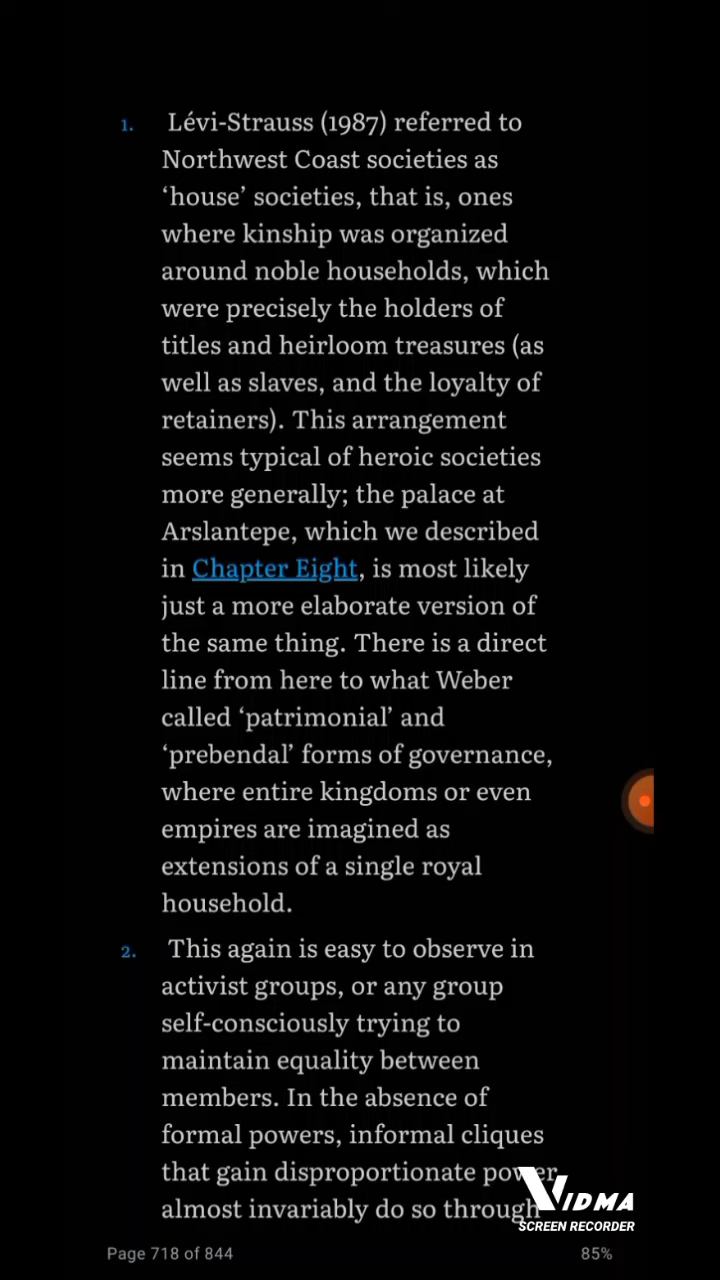 1. Lévi-Strauss (1987) referred to
Northwest Coast societies as
‘house’ societies, that is, ones
where kinship was organized
around noble households, which
were precisely the holders of
titles and heirloom treasures (as
well as slaves, and the loyalty of
retainers). This arrangement
seems typical of heroic societies
more generally; the palace at
Arslantepe, which we described
in Chapter Eight, is most likely
just a more elaborate version of
the same thing. There is a direct
line from here to what Weber
called ‘patrimonial’ and
‘prebendal’ forms of governance,
where entire kingdoms or even
empires are imagined as
extensions of a single royal
household.
2. This again is easy to observe in
activist groups, or any group
self-consciously trying to
maintain equality between
members. In the absence of
formal powers, informal cliques
that gain disproportionate power
almost invariably do so through
VIDMA
SCREEN RECORDER
Page 718 of 844
85%